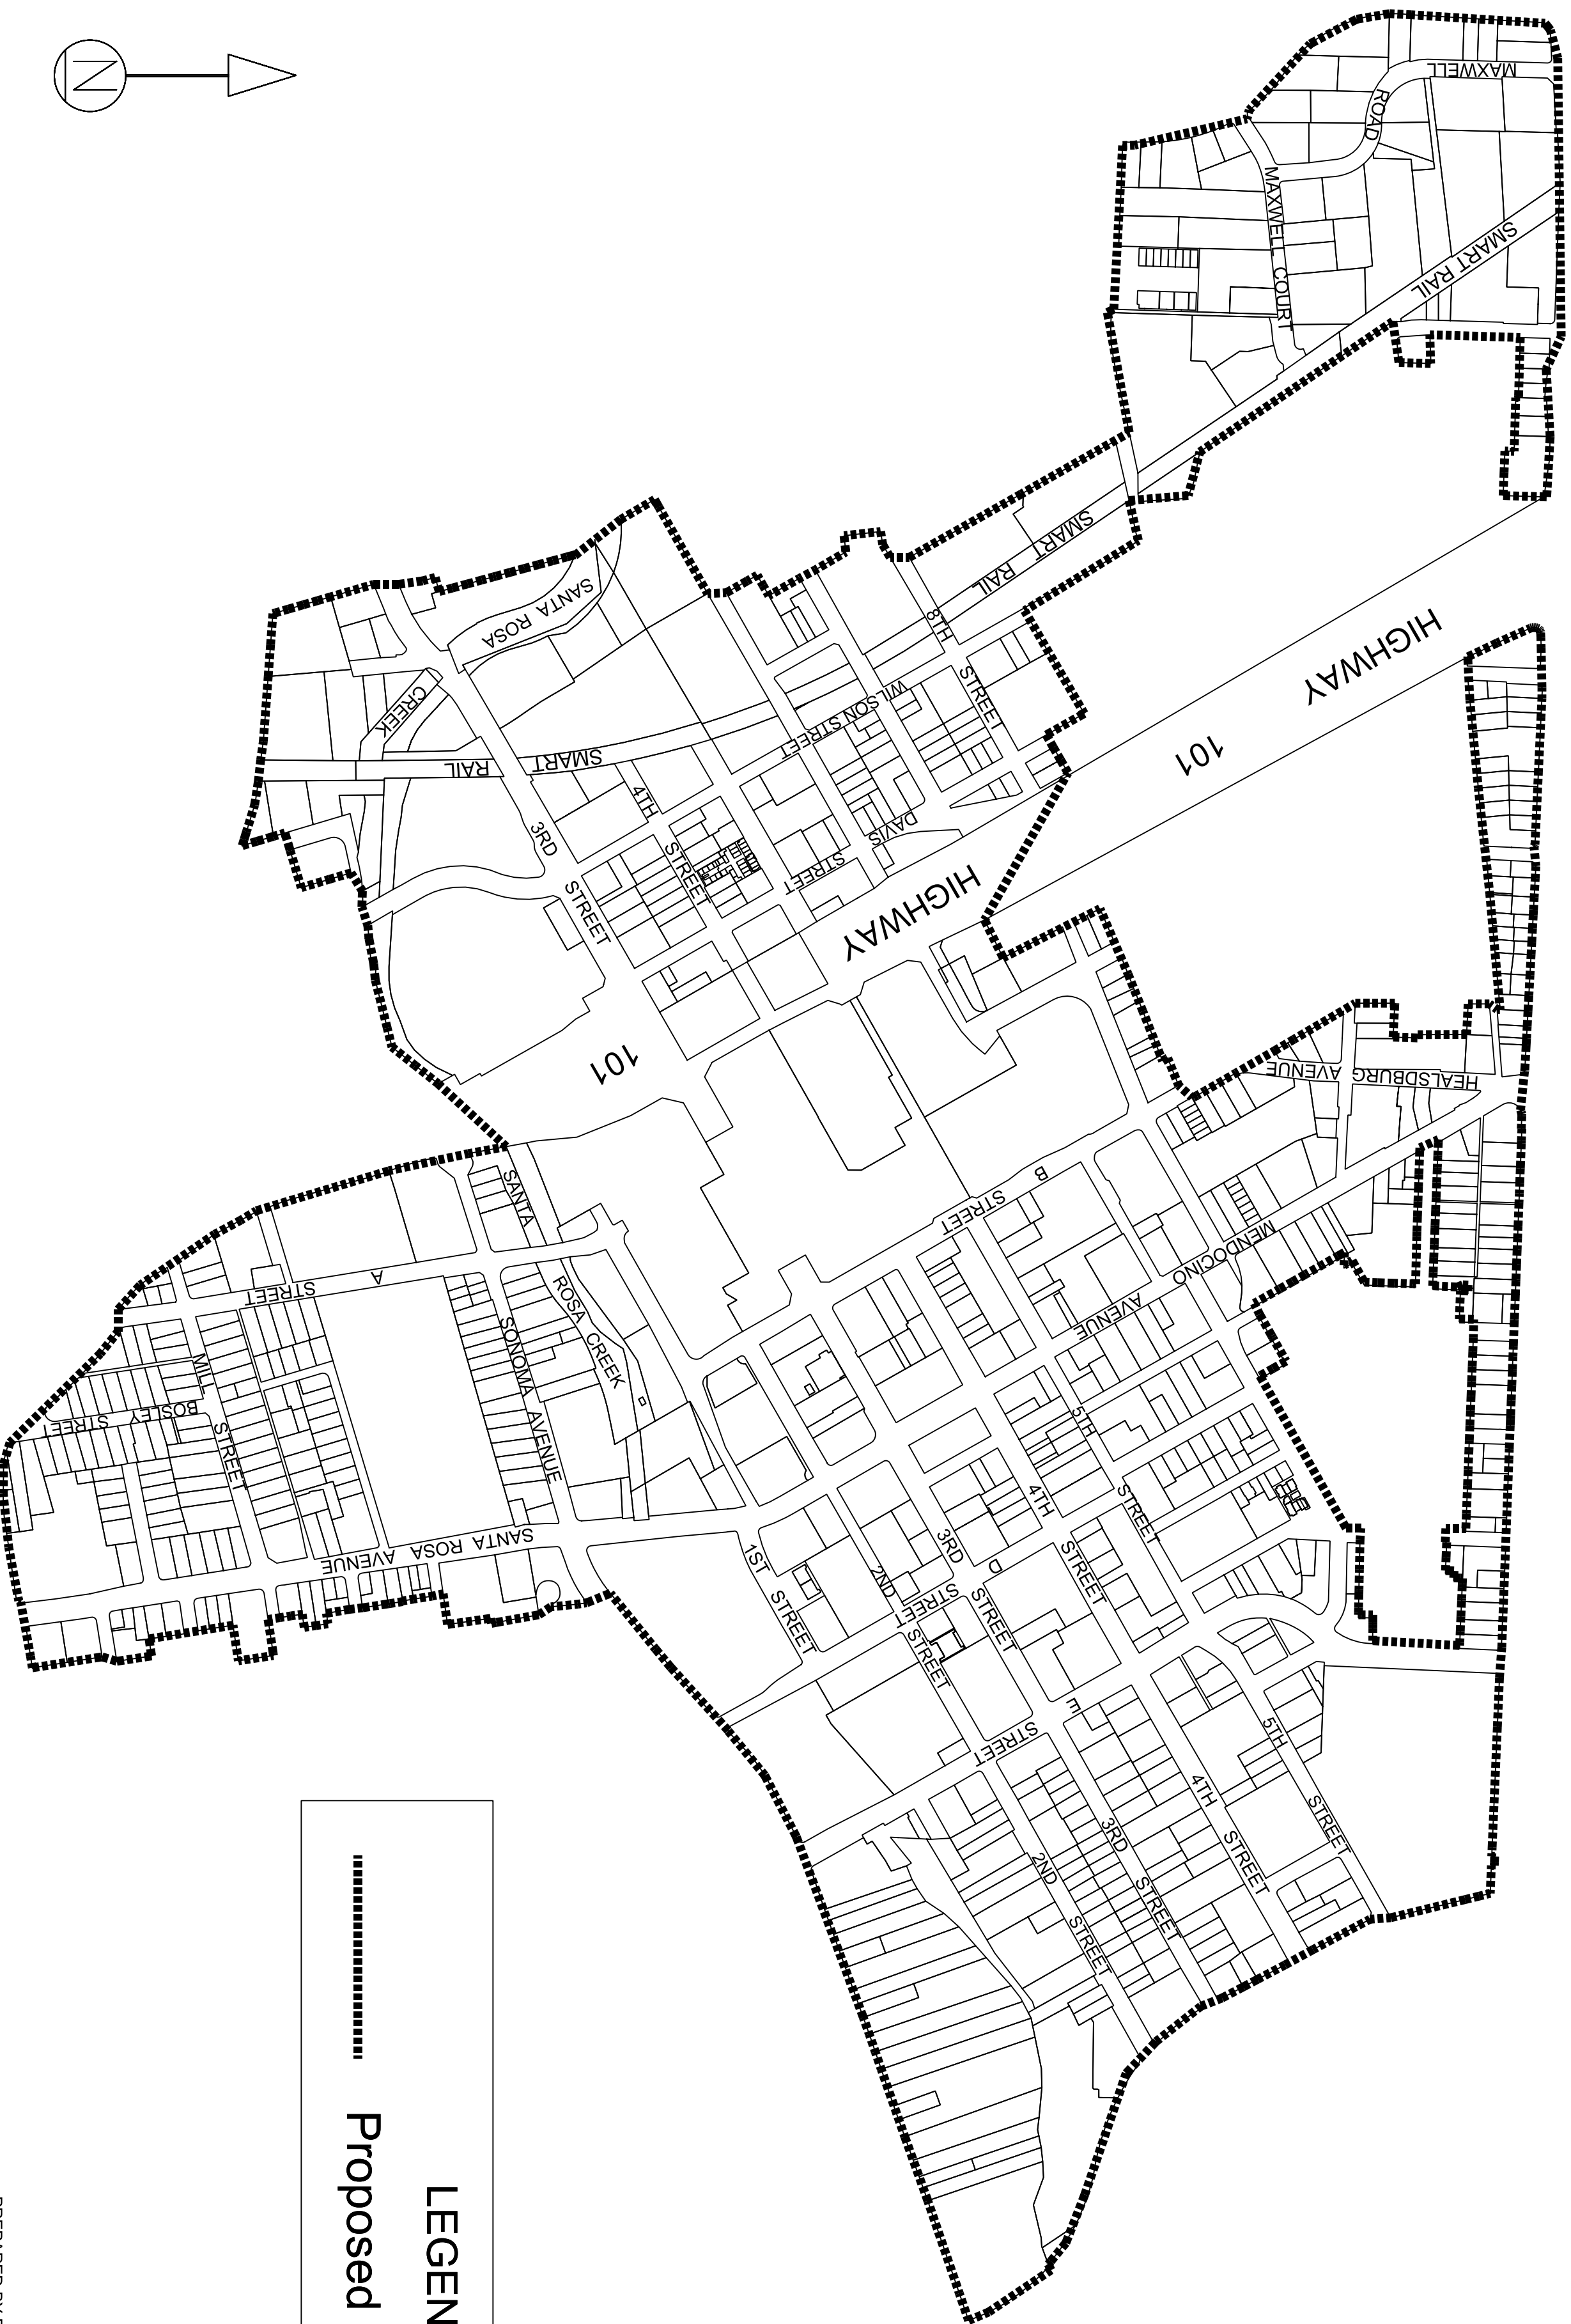 N
MAXWELL
ROAD
MAXWELL COURT
SMART RAIL
SMART
RAIL
HIGHWAY
101
SANTA ROSA
CREEK
8TH
STREET
WILSON STREET
SMART
RAIL
4TH
STREET
3RD
STREET
DAVIS
STREET
HIGHWAY
101
HEALSDBURG AVENUE
MENDOCINO
AVENUE
B
STREET
SANTA
ROSA
CREEK
A
STREET
SONOMA
AVENUE
MIL
STREET
BOSLEY STREET
SANTA ROSA AVENUE
5TH
STREET
4TH
STREET
3RD
STREET
D
STREET
2ND
STREET
1ST
STREET
E
STREET
5TH
STREET
4TH
STREET
3RD
STREET
2ND
STREET
LEGEN
Proposed